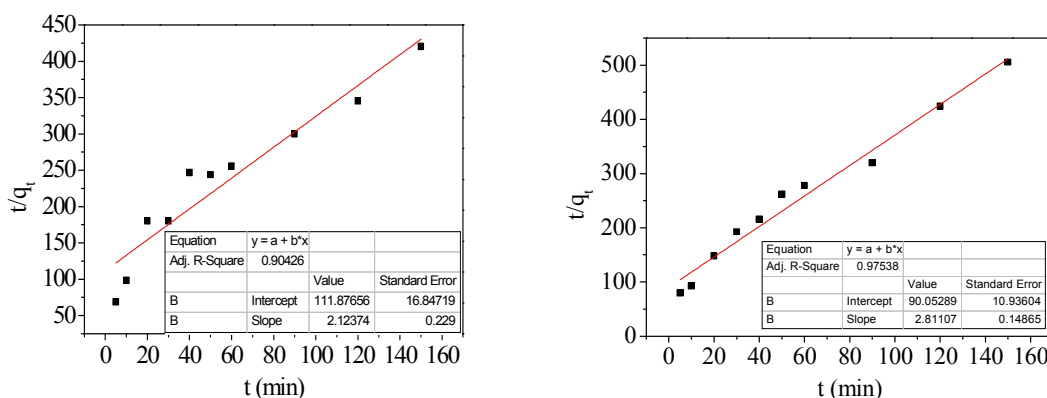 450
400
350
300
250
200
150
100
50
t/qt
0 20 40 60 80 100 120 140 160
t (min)
Equation y = a + b*x
Adj. R-Square 0.90426
Value Standard Error
B Intercept 111.87656 16.84719
B Slope 2.12374 0.229
500
400
300
200
100
0
t/qt
0 20 40 60 80 100 120 140 160
t (min)
Equation y = a + b*x
Adj. R-Square 0.97538
Value Standard Error
B Intercept 90.05289 10.93604
B Slope 2.81107 0.14865